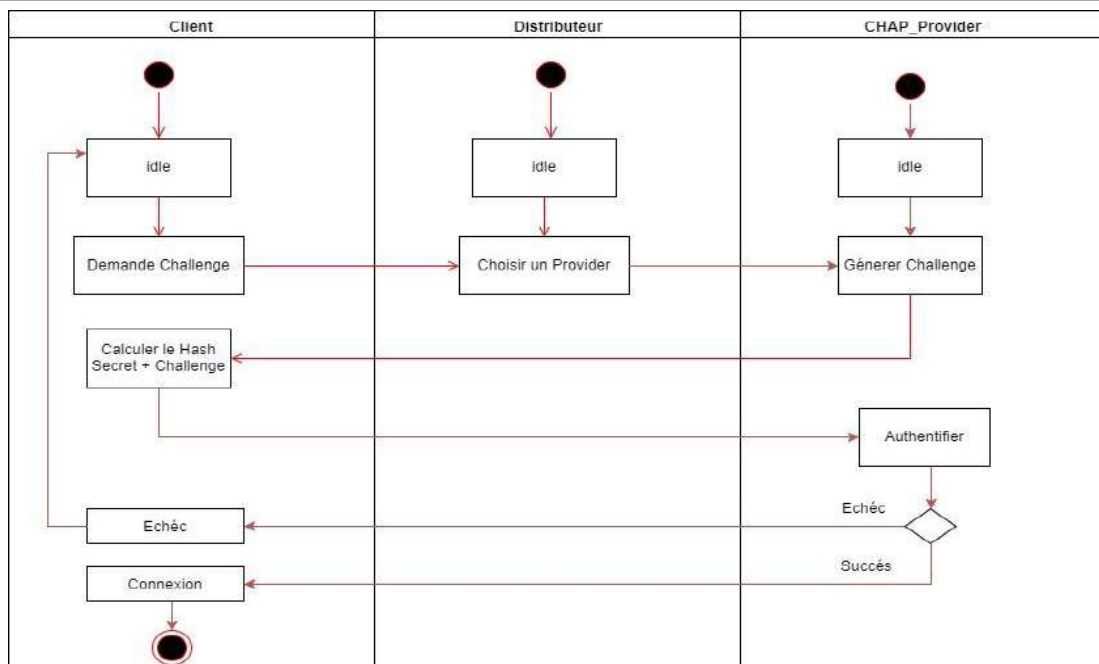 Client
Distributeur
CHAP_Provider
idle
idle
idle
Demande Challenge
Choisir un Provider
Génerer Challenge
Calculer le Hash
Secret + Challenge
Authentifier
Echéc
Echéc
Succés
Connexion